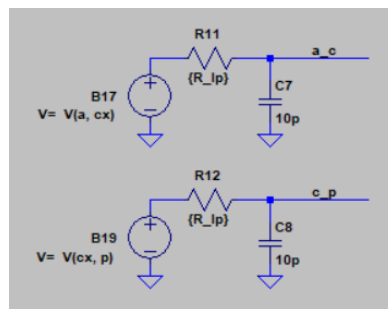 R11
a_c
{R_lp}
C7
B17
10p
V= V(a, cx)
R12
c_p
{R_lp}
C8
B19
10p
V= V(cx, p)